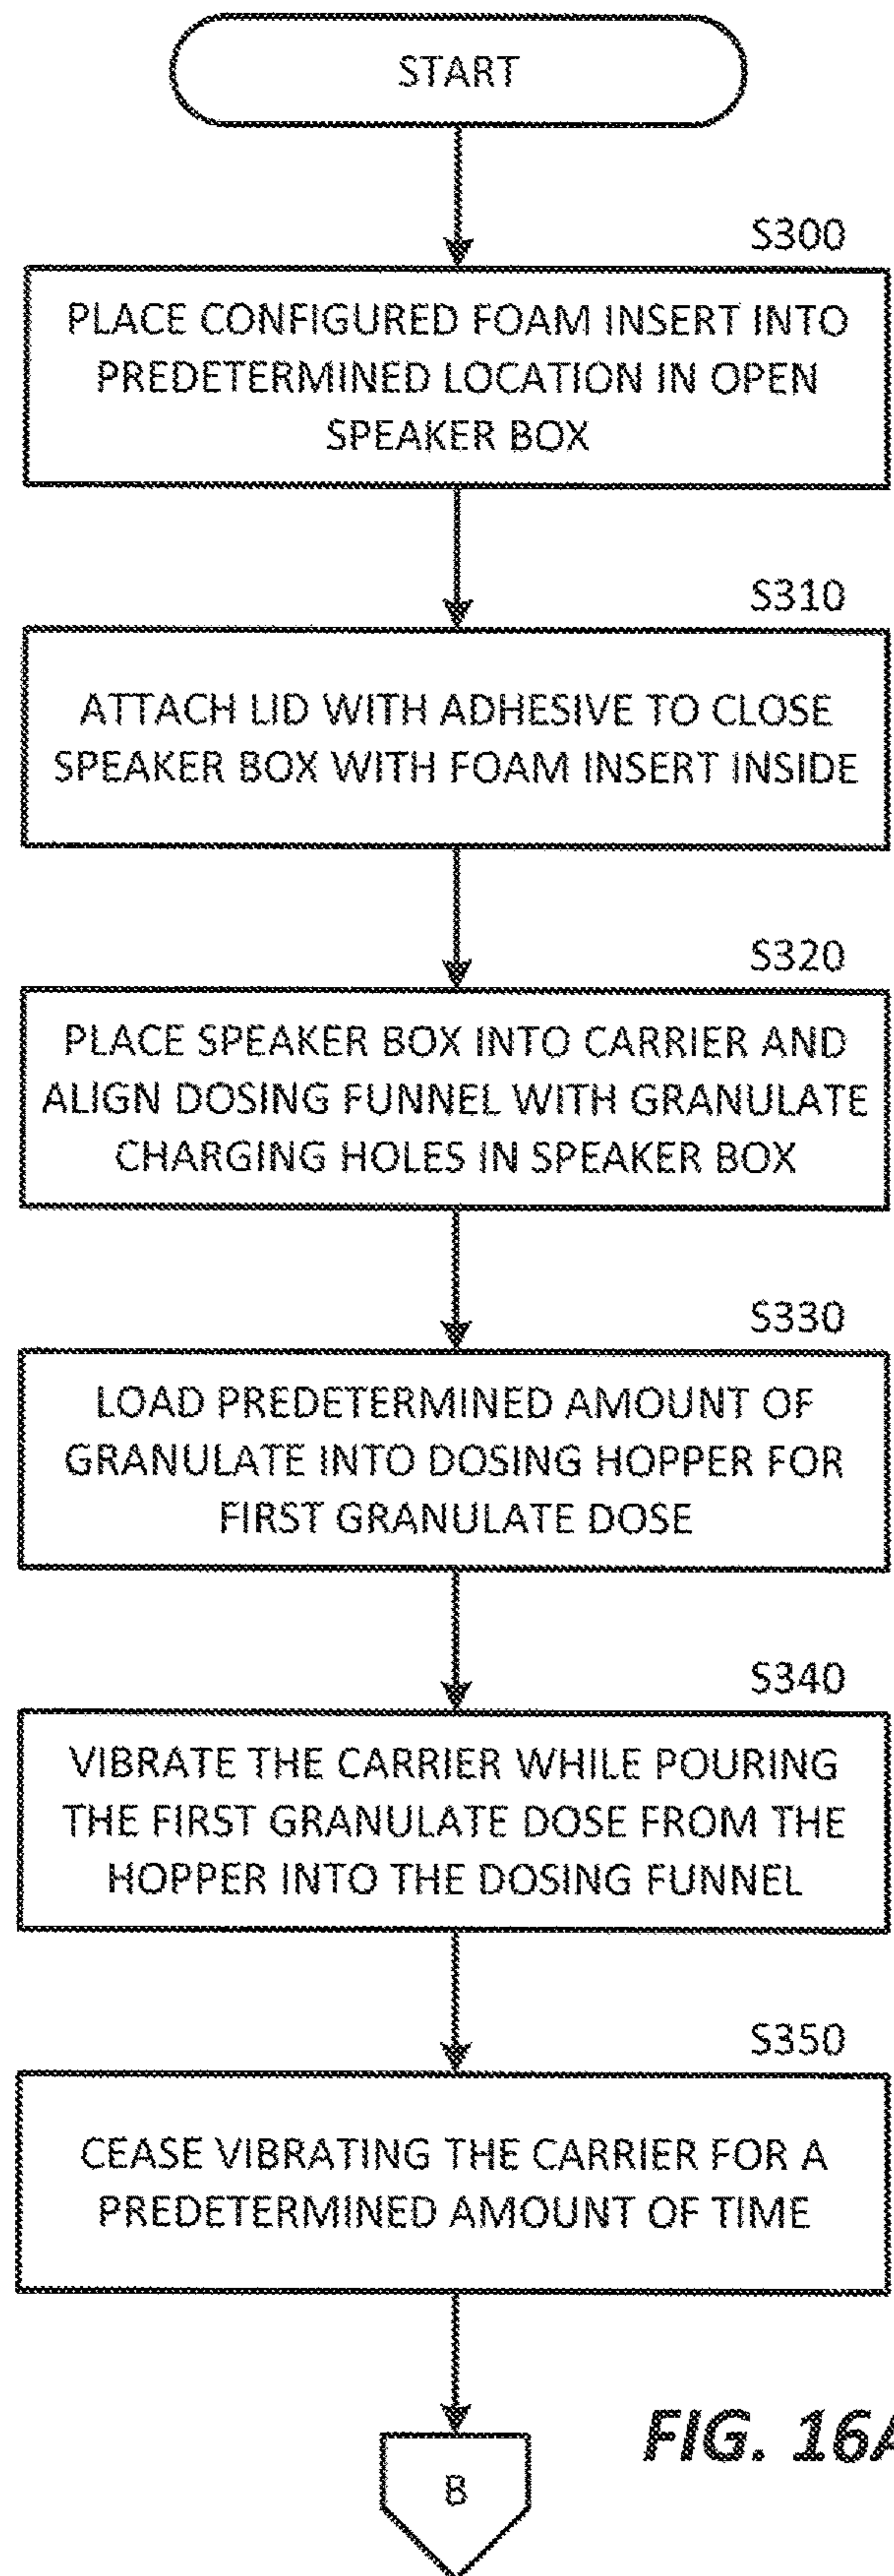 START
S300
PLACE CONFIGURED FOAM INSERT INTO
PREDETERMINED LOCATION IN OPEN
SPEAKER BOX
S310
ATTACH LID WITH ADHESIVE TO CLOSE
SPEAKER BOX WITH FOAM INSERT INSIDE
S320
PLACE SPEAKER BOX INTO CARRIER AND
ALIGN DOSING FUNNEL WITH GRANULATE
CHARGING HOLES IN SPEAKER BOX
S330
LOAD PREDETERMINED AMOUNT OF
GRANULATE INTO DOSING HOPPER FOR
FIRST GRANULATE DOSE
S340
VIBRATE THE CARRIER WHILE POURING
THE FIRST GRANULATE DOSE FROM THE
HOPPER INTO THE DOSING FUNNEL
S350
CEASE VIBRATING THE CARRIER FOR A
PREDETERMINED AMOUNT OF TIME
FIG. 16A
B